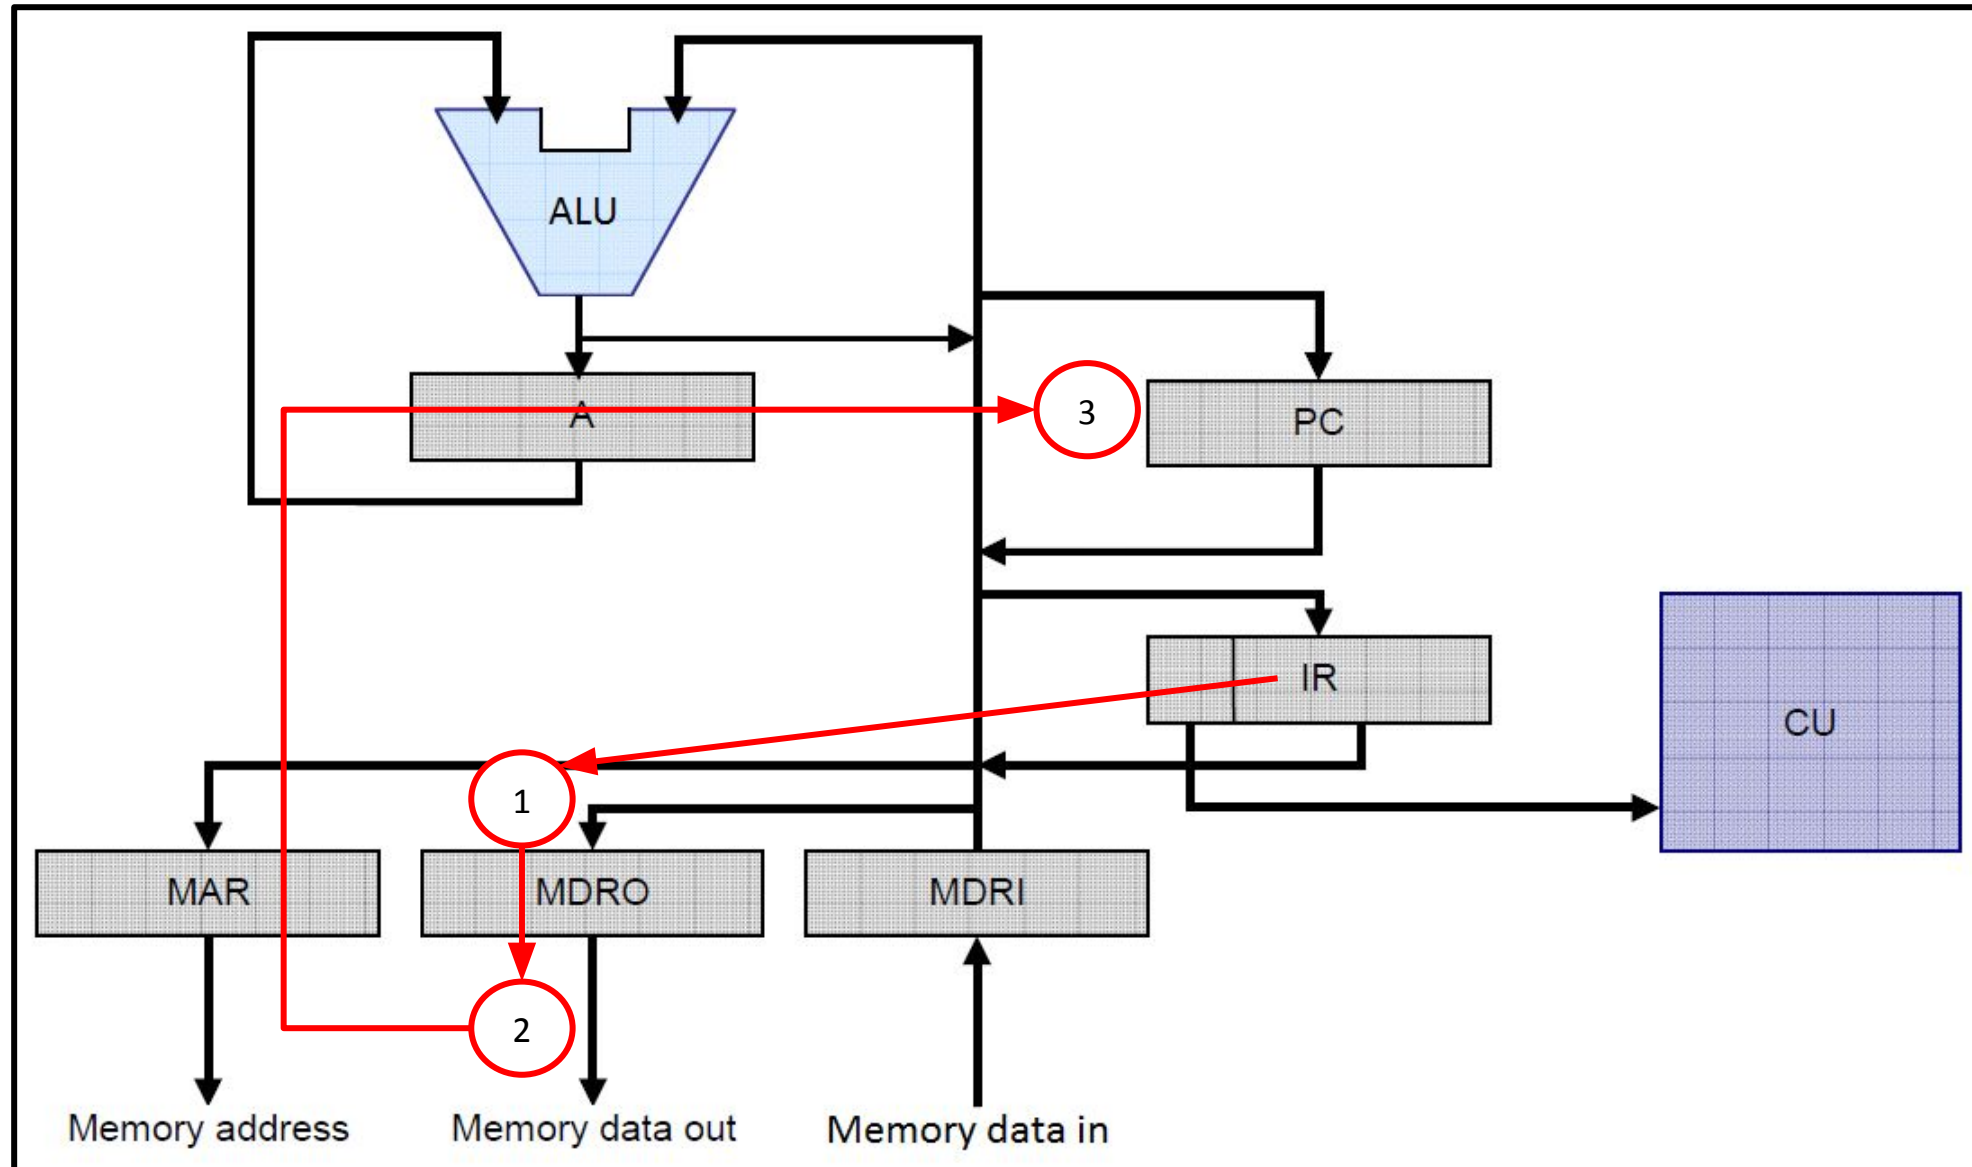 ALU
A
3
PC
IR
CU
1
MAR
MDRO
MDRI
2
Memory address
Memory data out
Memory data in